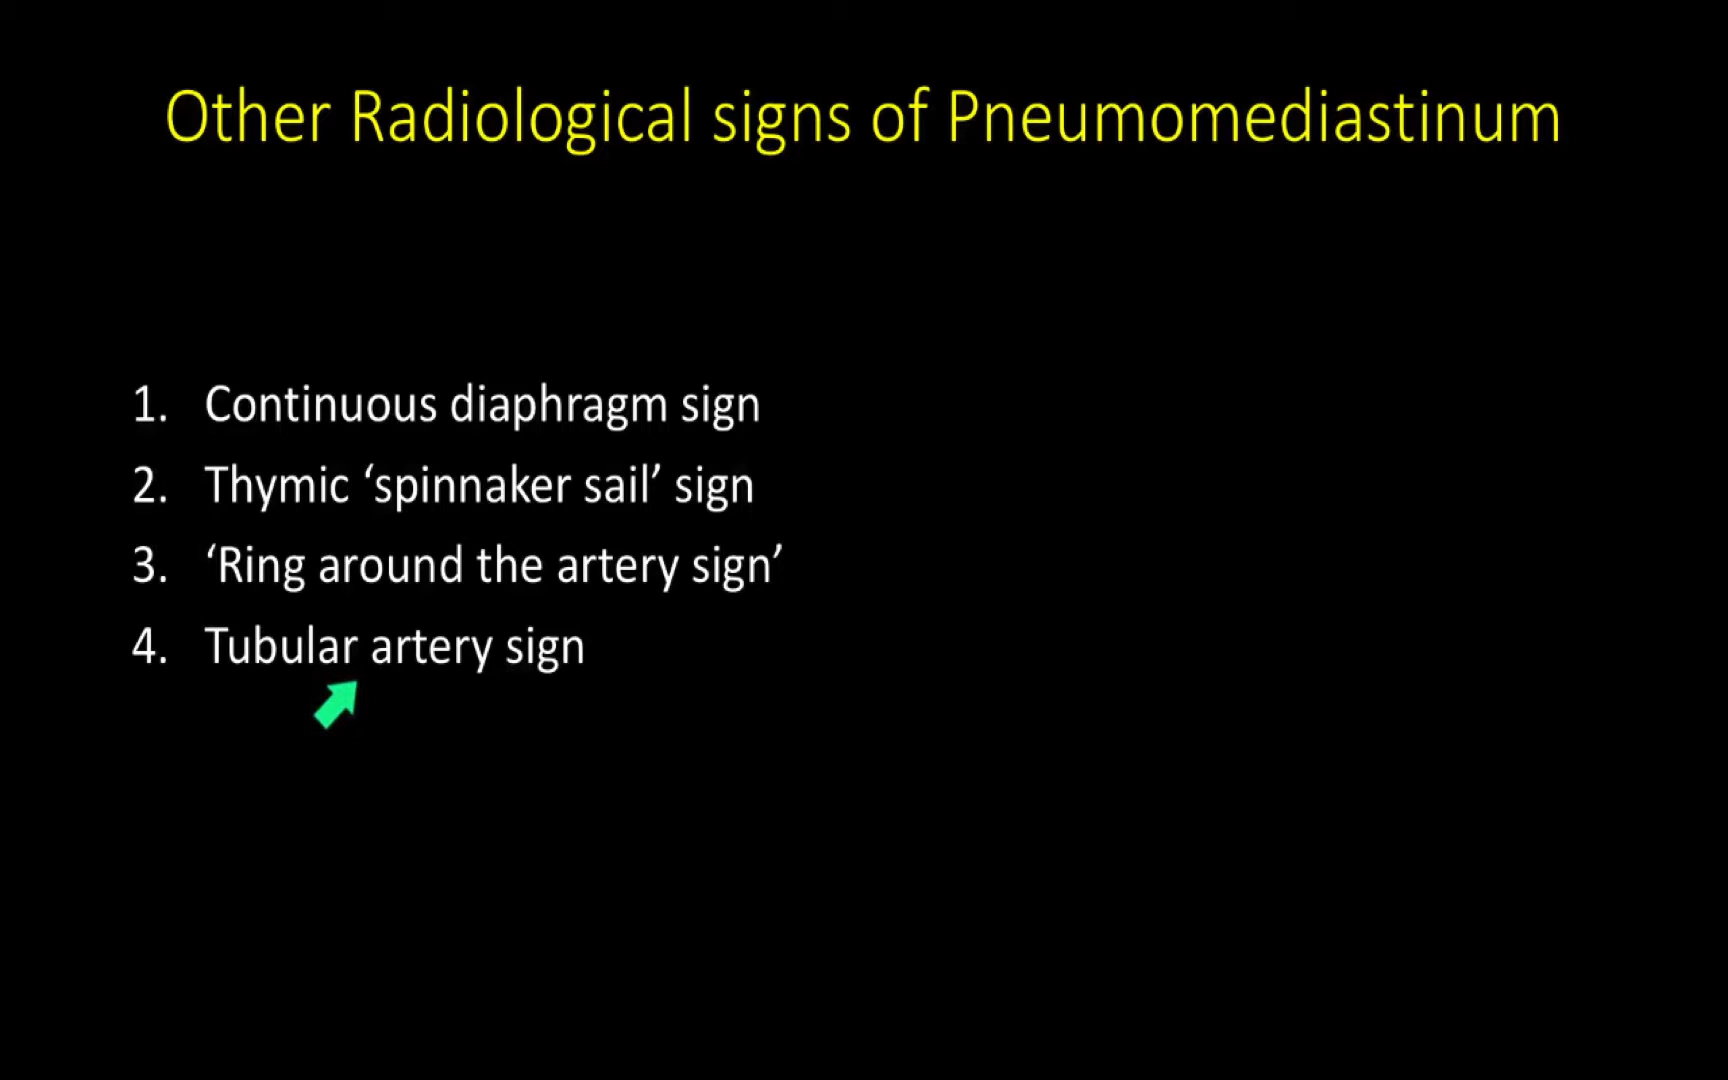 Other Radiological signs of Pneumomediastinum
1. Continuous diaphragm sign
2. Thymic ‘spinnaker sail’ sign
3. ‘Ring around the artery sign’
4. Tubular artery sign